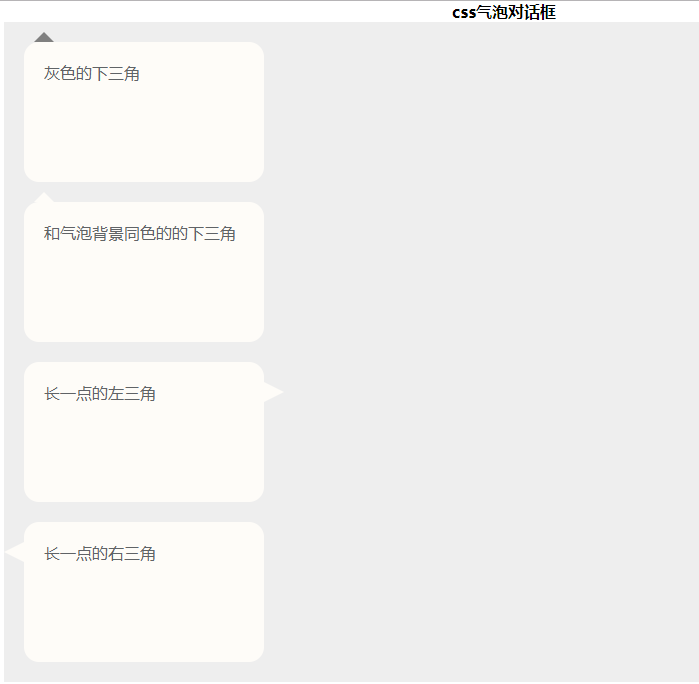 css气泡对话框
灰色的下三角
和气泡背景同色的的下三角
长一点的左三角
长一点的右三角